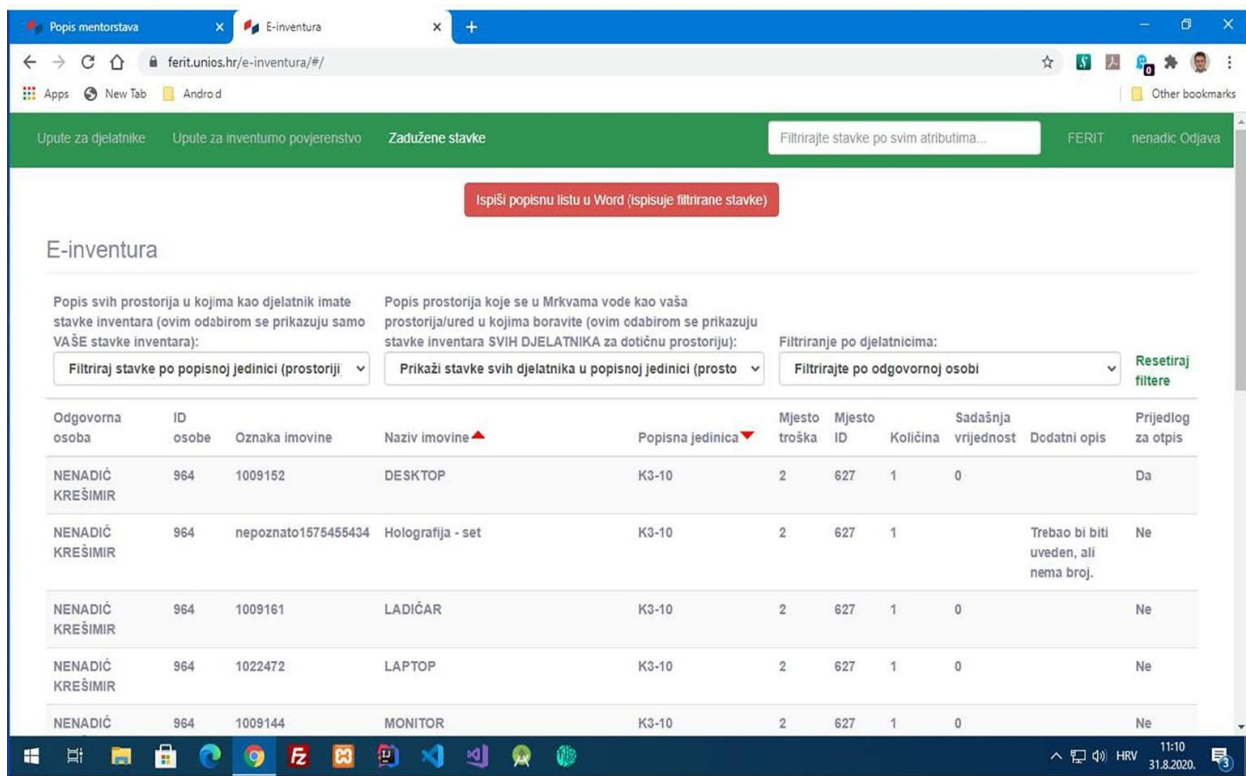 Popis mentorstava
E-inventura
ferit.unios.hr/e-inventura/#/
0
Apps New Tab Androd Other bookmarks
Upute za djelatnike Upute za inventurno povjerenstvo Zadužene stavke Filtrirajte stavke po svim atributima... FERIT nenadic Odjava
Ispiši popisnu listu u Word (ispisuje filtrirane stavke)
E-inventura
Popis svih prostorija u kojima kao djelatnik imate
stavke inventara (ovim odabirom se prikazuju samo
VAŠE stavke inventara):
Filtriraj stavke po popisnoj jedinici (prostoriji)
Popis prostorija koje se u Mrkvama vode kao vaša
prostorija/ured u kojima boravite (ovim odabirom se prikazuju
stavke inventara SVIH DJELATNIKA za dotičnu prostoriju):
Prikaži stavke svih djelatnika u popisnoj jedinici (prosto
Filtriranje po djelatnicima:
Filtrirajte po odgovornoj osobi
Resetiraj
filtere
Odgovorna ID Mjesto Mjesto Sadašnja Prijedlog
osoba osobe Oznaka imovine Naziv imovine Popisna jedinica troška ID Količina vrijednost Dodatni opis za otpis
NENADIĆ 964 1009152 DESKTOP K3-10 2 627 1 0 Da
KREŠIMIR
NENADIĆ 964 nepoznato1575455434 Holografija - set K3-10 2 627 1 Trebao bi biti Ne
KREŠIMIR uveden, ali
nema broj.
NENADIĆ 964 1009161 LADIČAR K3-10 2 627 1 0 Ne
KREŠIMIR
NENADIĆ 964 1022472 LAPTOP K3-10 2 627 1 0 Ne
KREŠIMIR
NENADIĆ 964 1009144 MONITOR K3-10 2 627 1 0 Ne
HRV 11:10
31.8.2020.
3